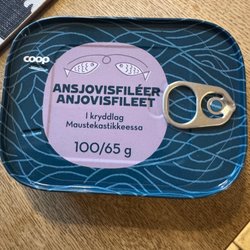 coop
ANSJOVISFILÉER
ANJOVISFILEET
I kryddlag
Maustekastikkeessa
100/65 g